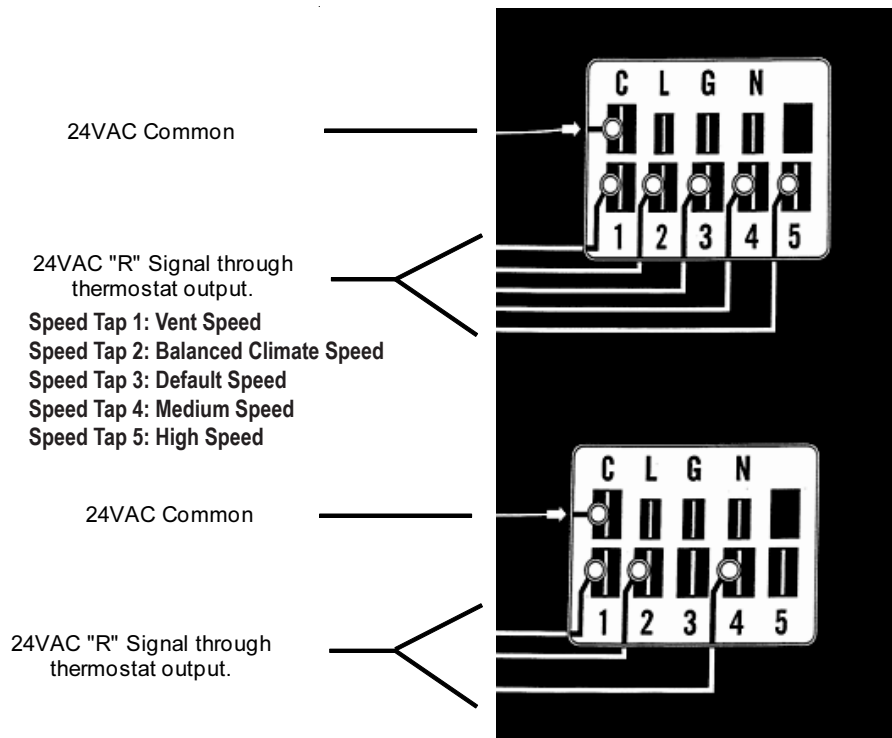 24VAC Common
C L G N
1 2 3 4 5
24VAC "R" Signal through
thermostat output.
Speed Tap 1: Vent Speed
Speed Tap 2: Balanced Climate Speed
Speed Tap 3: Default Speed
Speed Tap 4: Medium Speed
Speed Tap 5: High Speed
24VAC Common
C L G N
1 2 3 4 5
24VAC "R" Signal through
thermostat output.